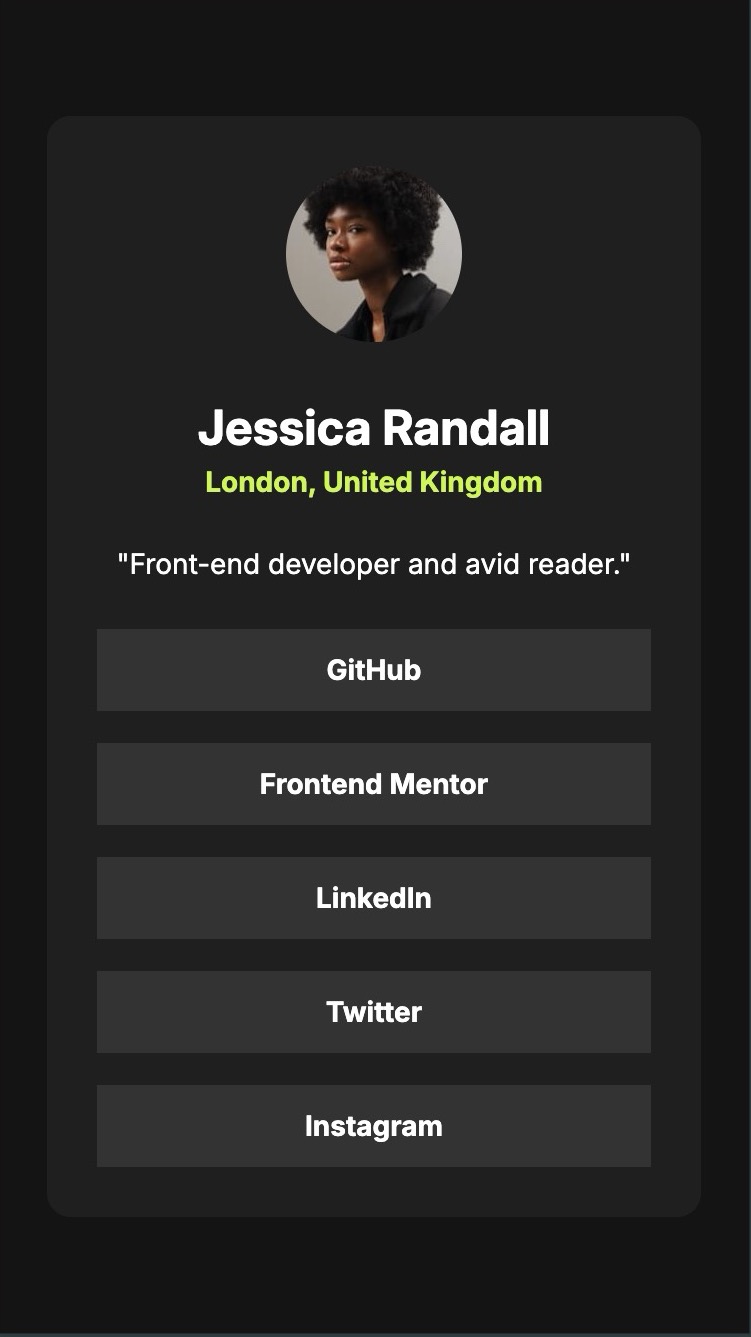 Jessica Randall
London, United Kingdom
"Front-end developer and avid reader."
GitHub
Frontend Mentor
LinkedIn
Twitter
Instagram